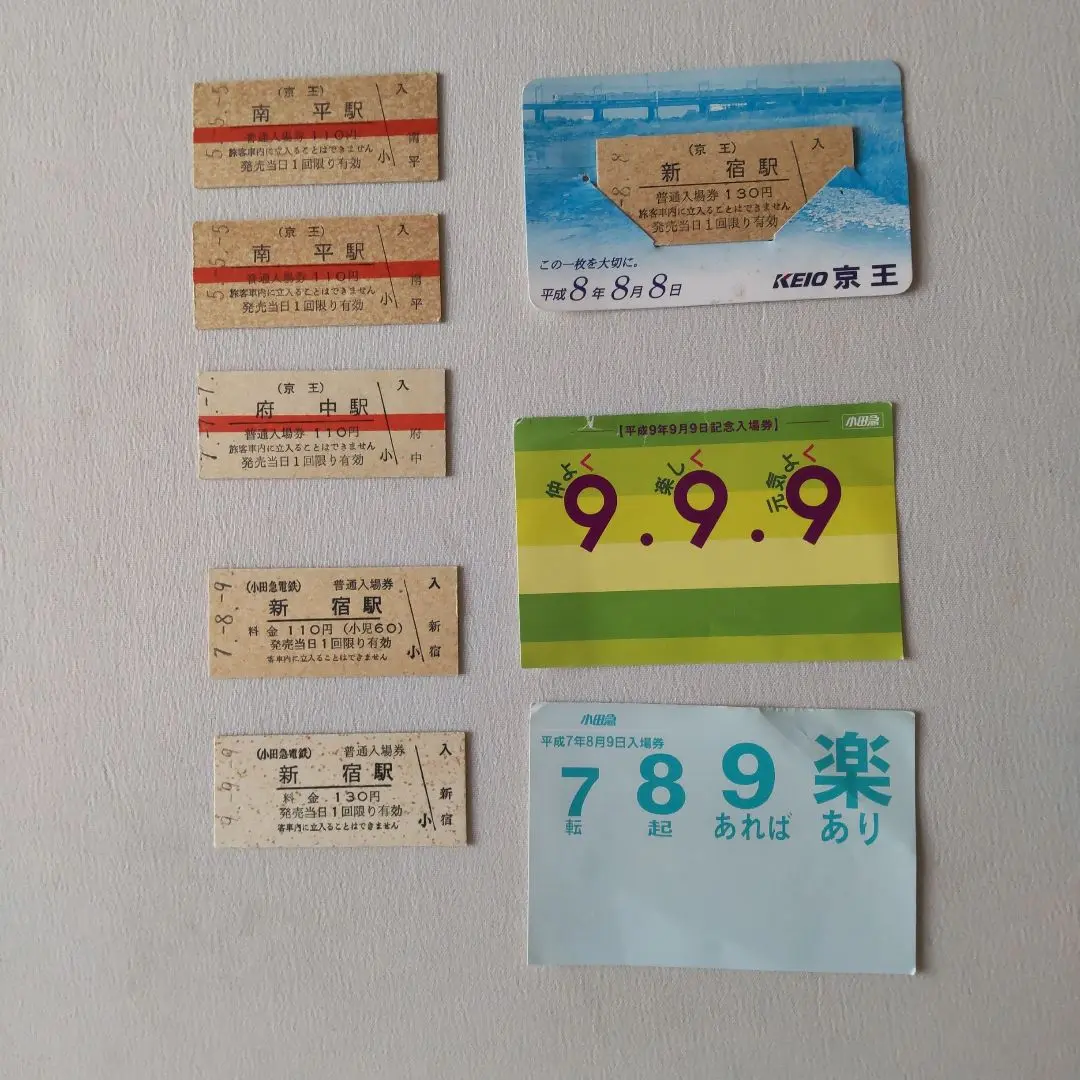 5.-5.-5
(京王)
南 平駅
普通入場券 110円
旅客車内に立入ることはできません
発売当日1回限り有効
小
入
南平
5.-5.-5
(京王)
南 平駅
普通入場券 110円
旅客車内に立入ることはできません
発売当日1回限り有効
小
入
南平
7.-7.-7.
(京王)
府 中駅
普通入場券 110円
旅客車内に立入ることはできません
発売当日1回限り有効
小
入
府中
7.-8.-9
(小田急電鉄) 普通入場券
新 宿駅
料金 110円 (小児60)
発売当日1回限り有効
客車内に立入ることはできません
小
入
新宿
9.-9.-9
(小田急電鉄) 普通入場券
新 宿駅
料金 130円
発売当日1回限り有効
客車内に立入ることはできません
小
入
新宿
(京王)
新 宿駅
普通入場券 130円
旅客車内に立入ることはできません
発売当日1回限り有効
入
この一枚を大切に。
平成8年8月8日
KEIO 京王
小田急
【平成9年9月9日記念入場券】
仲よく 楽しく 元気よく
9.9.9
小田急
平成7年8月9日入場券
7 8 9 楽
転 起 あれば あり